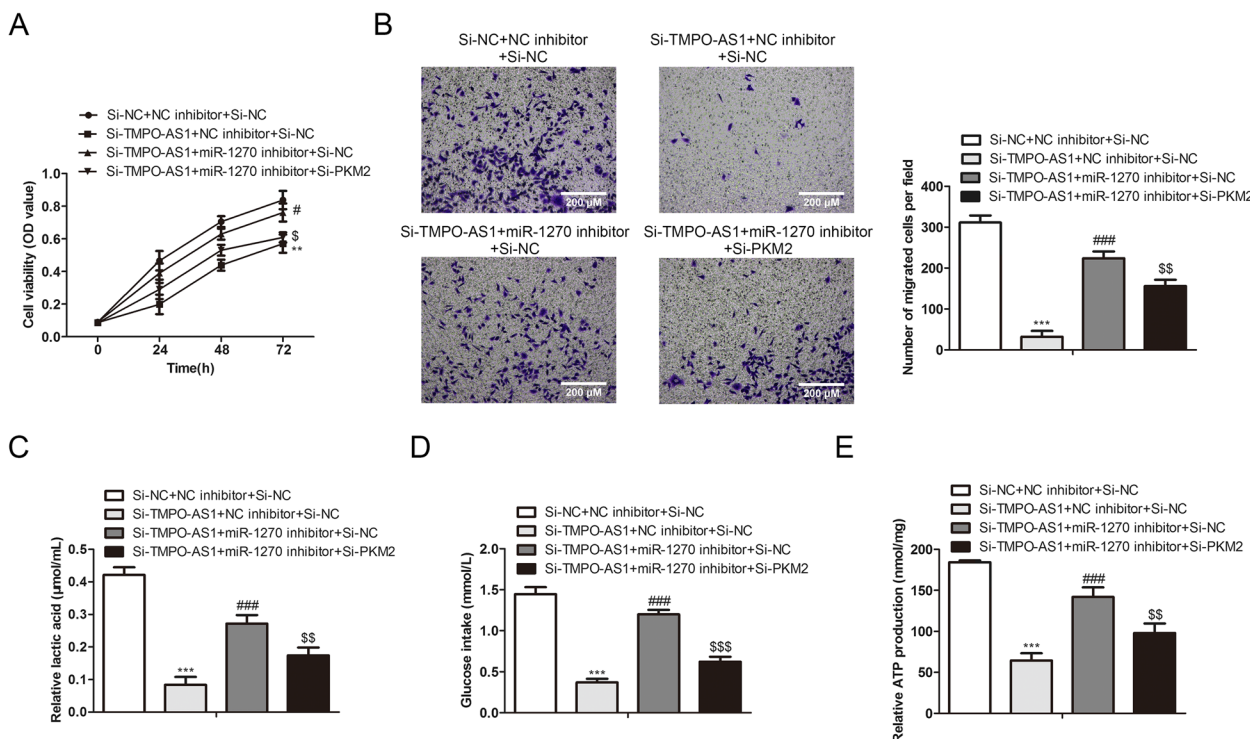 A
Si-NC+NC inhibitor+Si-NC
Si-TMPO-AS1+NC inhibitor+Si-NC
Si-TMPO-AS1+miR-1270 inhibitor+Si-NC
Si-TMPO-AS1+miR-1270 inhibitor+Si-PKM2
Cell viability (OD value)
1.0
0.8
0.6
0.4
0.2
0.0
#
$
**
0 24 48 72
Time(h)
B
Si-NC+NC inhibitor
+Si-NC
200 µM
Si-TMPO-AS1+NC inhibitor
+Si-NC
200 µM
Si-TMPO-AS1+miR-1270 inhibitor
+Si-NC
200 µM
Si-TMPO-AS1+miR-1270 inhibitor
+Si-PKM2
200 µM
Si-NC+NC inhibitor+Si-NC
Si-TMPO-AS1+NC inhibitor+Si-NC
Si-TMPO-AS1+miR-1270 inhibitor+Si-NC
Si-TMPO-AS1+miR-1270 inhibitor+Si-PKM2
Number of migrated cells per field
400
300
200
100
0
***
###
$$
C
Si-NC+NC inhibitor+Si-NC
Si-TMPO-AS1+NC inhibitor+Si-NC
Si-TMPO-AS1+miR-1270 inhibitor+Si-NC
Si-TMPO-AS1+miR-1270 inhibitor+Si-PKM2
Relative lactic acid (µmol/mL)
0.5
0.4
0.3
0.2
0.1
0.0
***
###
$$
D
Si-NC+NC inhibitor+Si-NC
Si-TMPO-AS1+NC inhibitor+Si-NC
Si-TMPO-AS1+miR-1270 inhibitor+Si-NC
Si-TMPO-AS1+miR-1270 inhibitor+Si-PKM2
Glucose intake (mmol/L)
2.0
1.5
1.0
0.5
0.0
***
###
$$$
E
Si-NC+NC inhibitor+Si-NC
Si-TMPO-AS1+NC inhibitor+Si-NC
Si-TMPO-AS1+miR-1270 inhibitor+Si-NC
Si-TMPO-AS1+miR-1270 inhibitor+Si-PKM2
Relative ATP production (nmol/mg)
200
150
100
50
0
***
###
$$